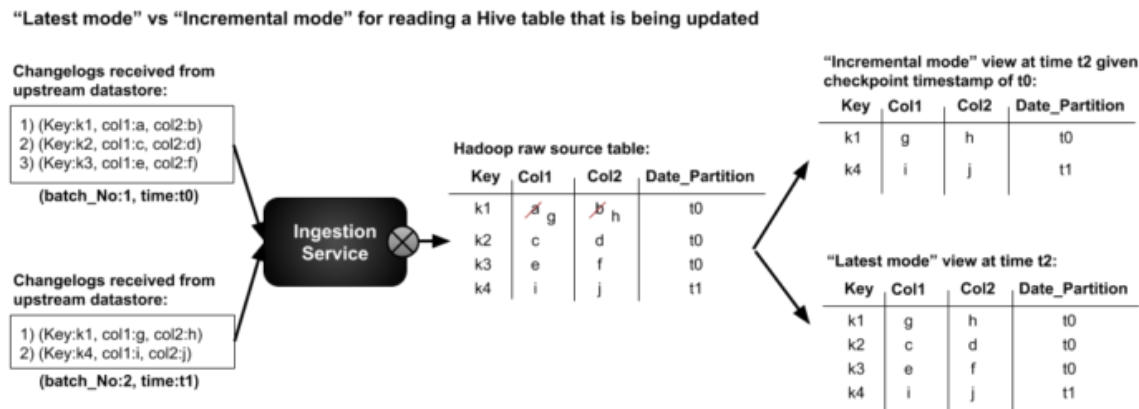 “Latest mode” vs “Incremental mode” for reading a Hive table that is being updated
Changelogs received from
upstream datastore:
1) (Key:k1, col1:a, col2:b)
2) (Key:k2, col1:c, col2:d)
3) (Key:k3, col1:e, col2:f)
(batch_No:1, time:t0)
Changelogs received from
upstream datastore:
1) (Key:k1, col1:g, col2:h)
2) (Key:k4, col1:i, col2:j)
(batch_No:2, time:t1)
Ingestion
Service
Hadoop raw source table:
Key Col1 Col2 Date_Partition
k1 a g b h t0
k2 c d t0
k3 e f t0
k4 i j t1
“Incremental mode” view at time t2 given
checkpoint timestamp of t0:
Key Col1 Col2 Date_Partition
k1 g h t0
k4 i j t1
“Latest mode” view at time t2:
Key Col1 Col2 Date_Partition
k1 g h t0
k2 c d t0
k3 e f t0
k4 i j t1